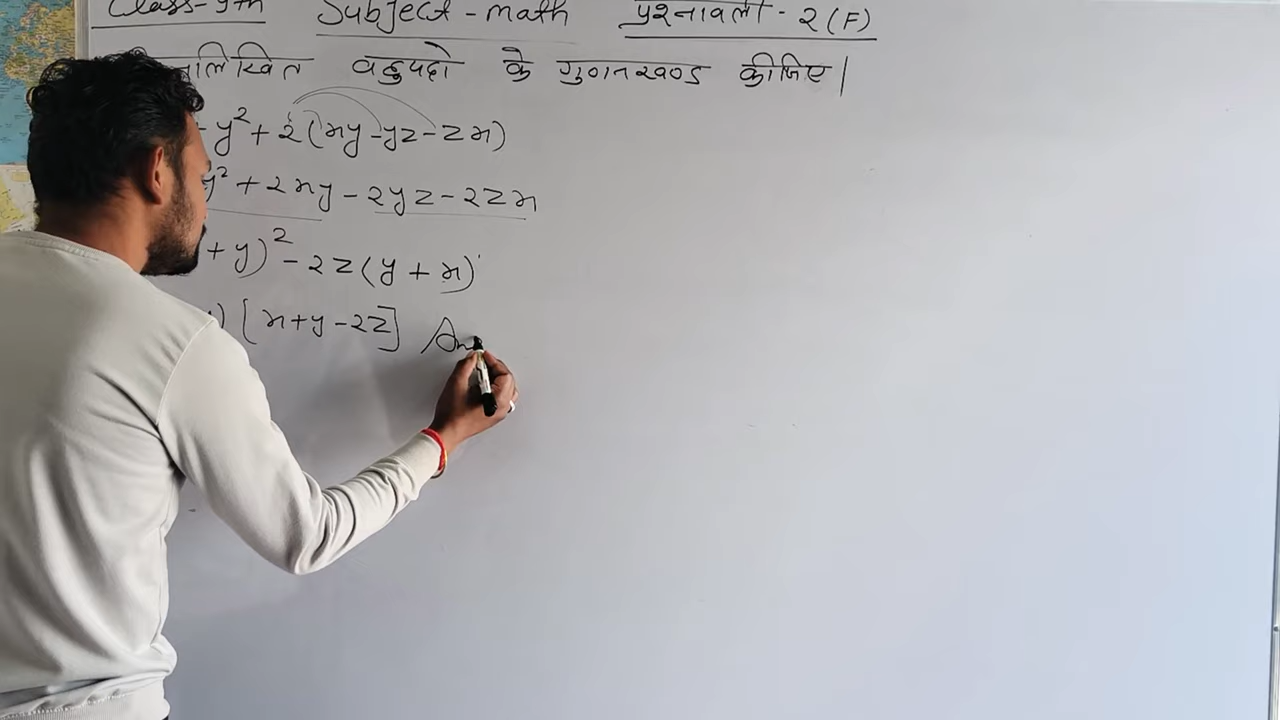 Class-9th Subject-math प्रश्नावली-2(F)
बहुपदो के गुणनखण्ड कीजिए|
y²+2(xy-yz-zx)
y²+2xy-2yz-2zx
+y)²-2z(y+x)
) [x+y-2z] Ans